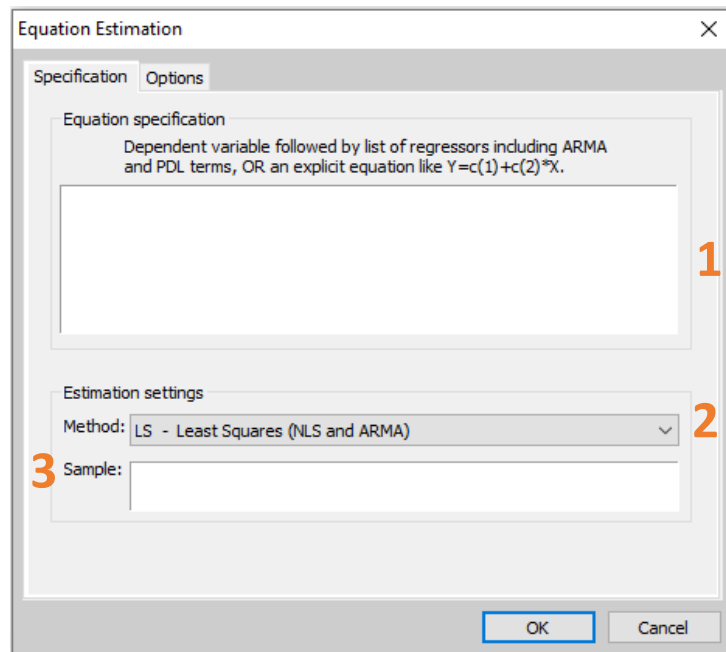 Equation Estimation
Specification
Options
Equation specification
Dependent variable followed by list of regressors including ARMA
and PDL terms, OR an explicit equation like Y=c(1)+c(2)*X.
1
Estimation settings
Method: LS - Least Squares (NLS and ARMA)
2
3
Sample:
OK
Cancel